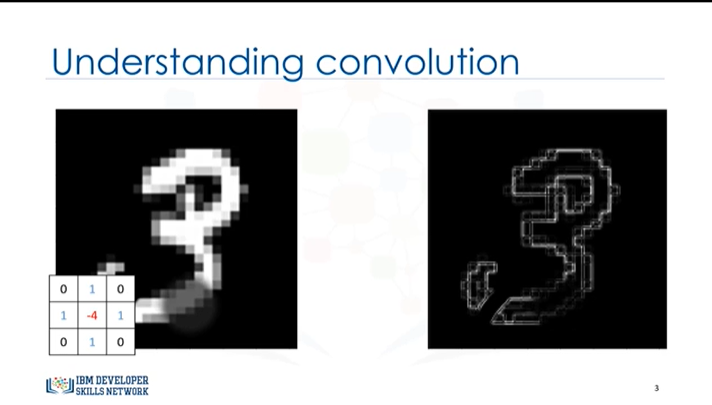 Understanding convolution
0 1 0
1 -4 1
0 1 0
IBM DEVELOPER
SKILLS NETWORK
3